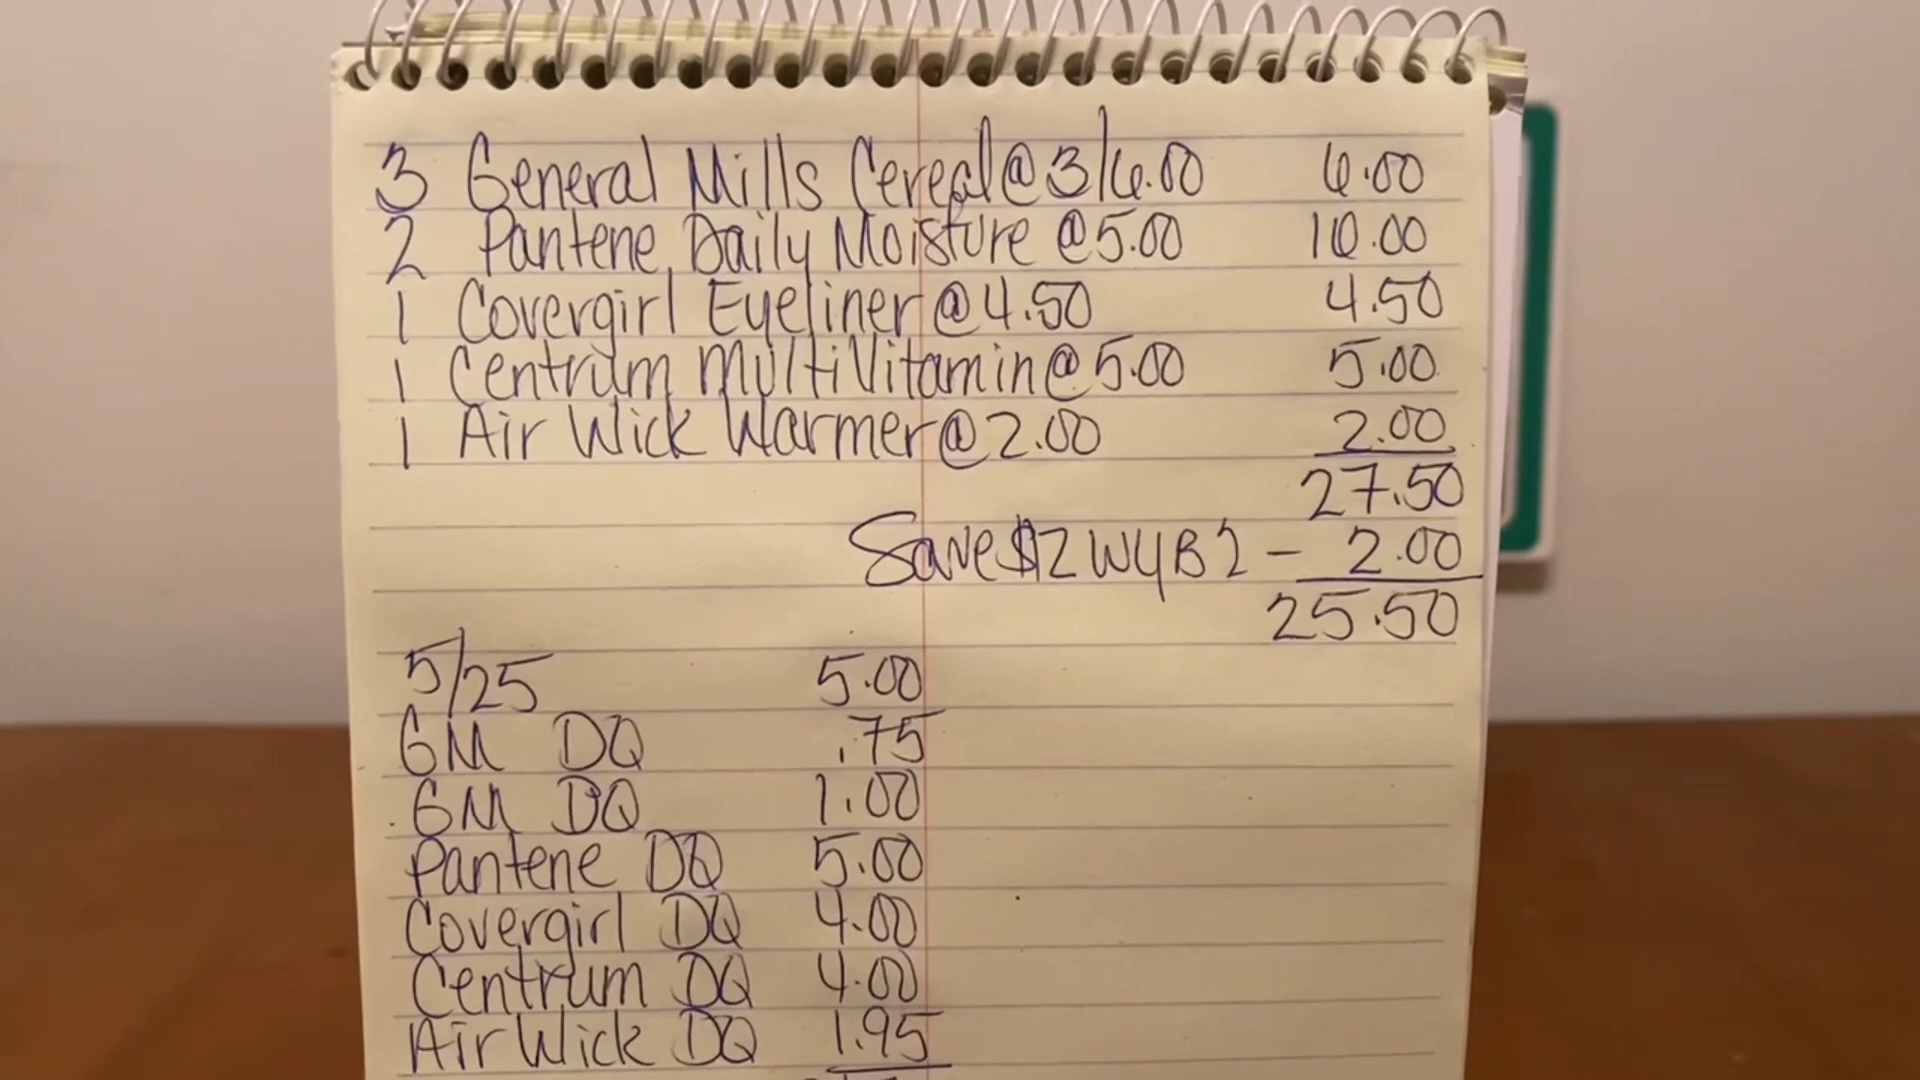 3 General Mills Cereal @ 3/6.00 6.00
2 Pantene Daily Moisture @ 5.00 10.00
1 Covergirl Eyeliner @ 4.50 4.50
1 Centrum MultiVitamin @ 5.00 5.00
1 Air Wick Warmer @ 2.00 2.00
27.50
Save $2 WYB2 - 2.00
25.50
5/25 5.00
GM DQ .75
GM DQ 1.00
Pantene DQ 5.00
Covergirl DQ 4.00
Centrum DQ 4.00
Air Wick DQ 1.95